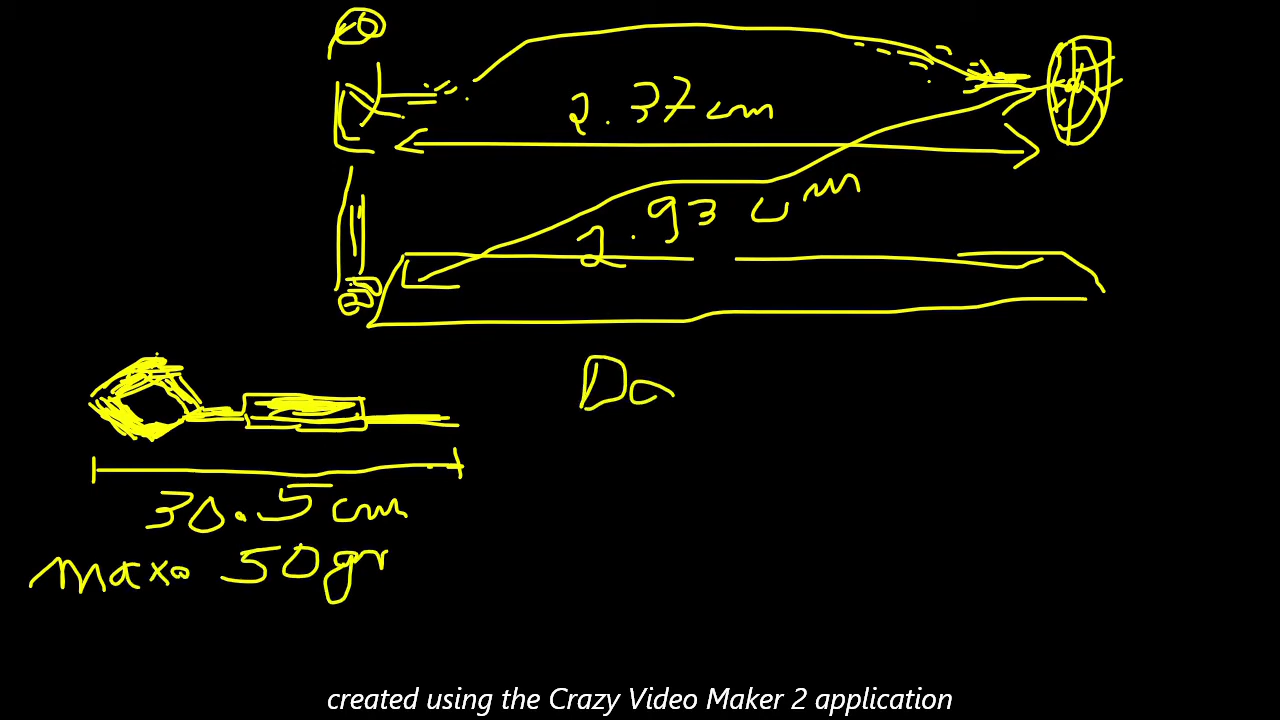 2.37 cm
2.93 cm
Da
30.5 cm
max. 50gr
created using the Crazy Video Maker 2 application